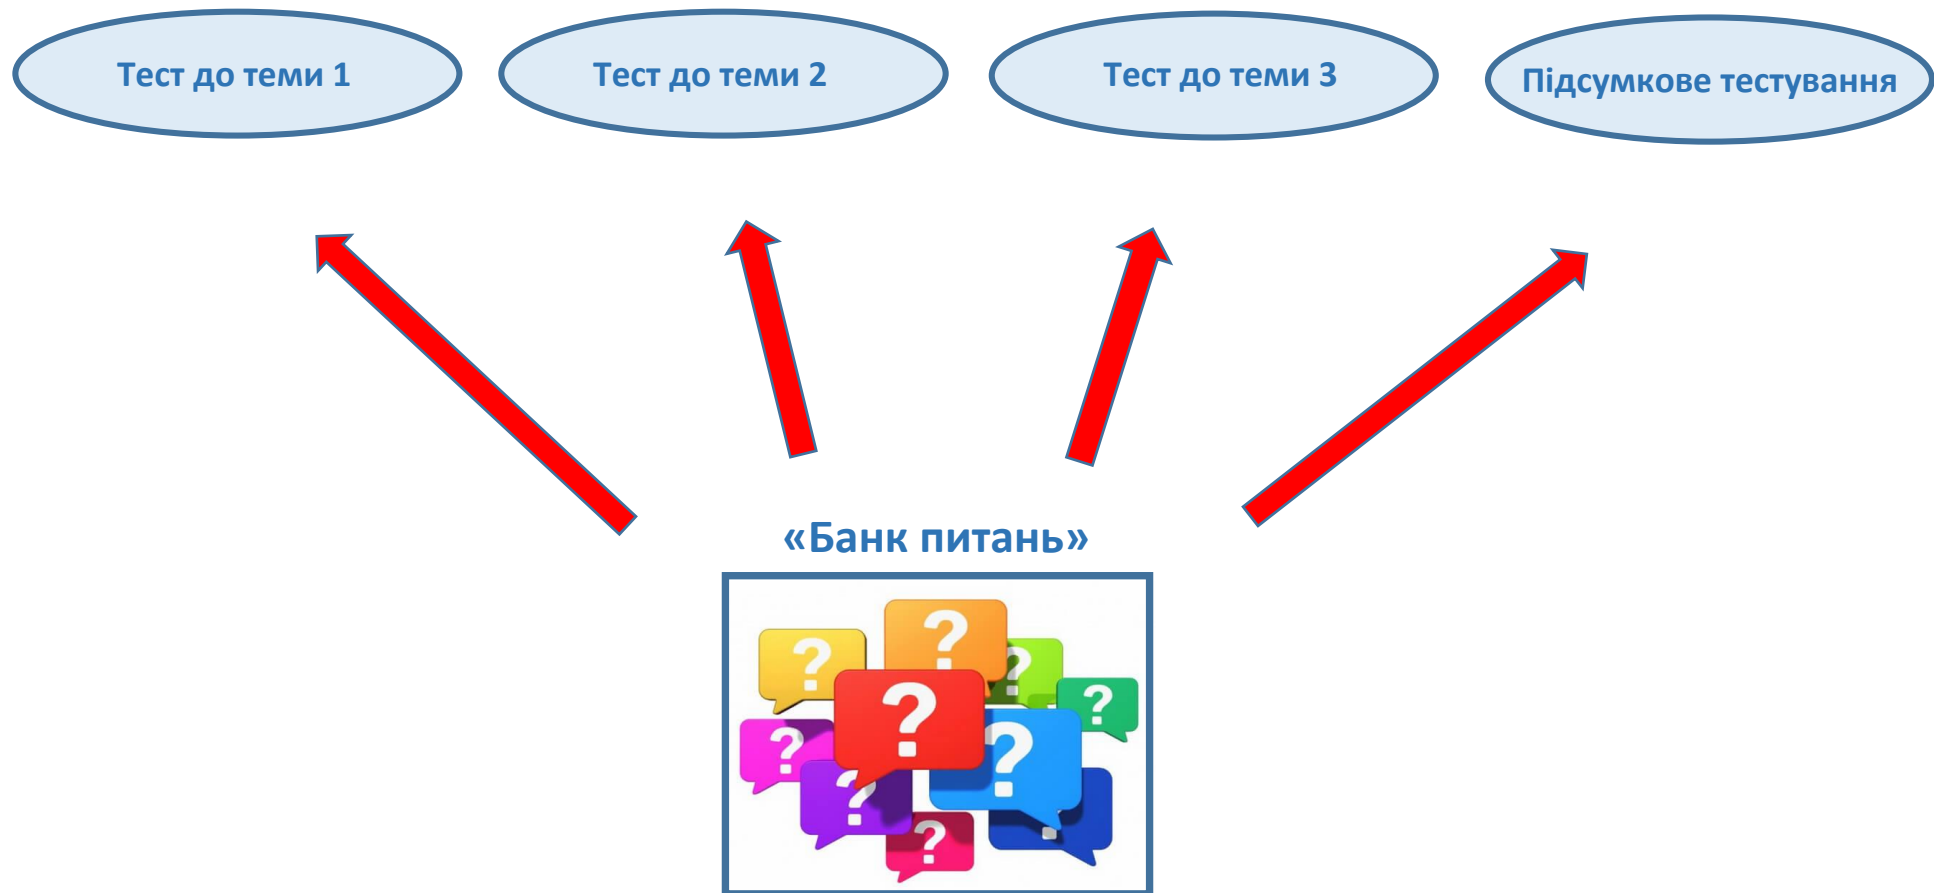 Тест до теми 1
Тест до теми 2
Тест до теми 3
Підсумкове тестування
«Банк питань»
? ? ? ? ? ? ? ? ? ?